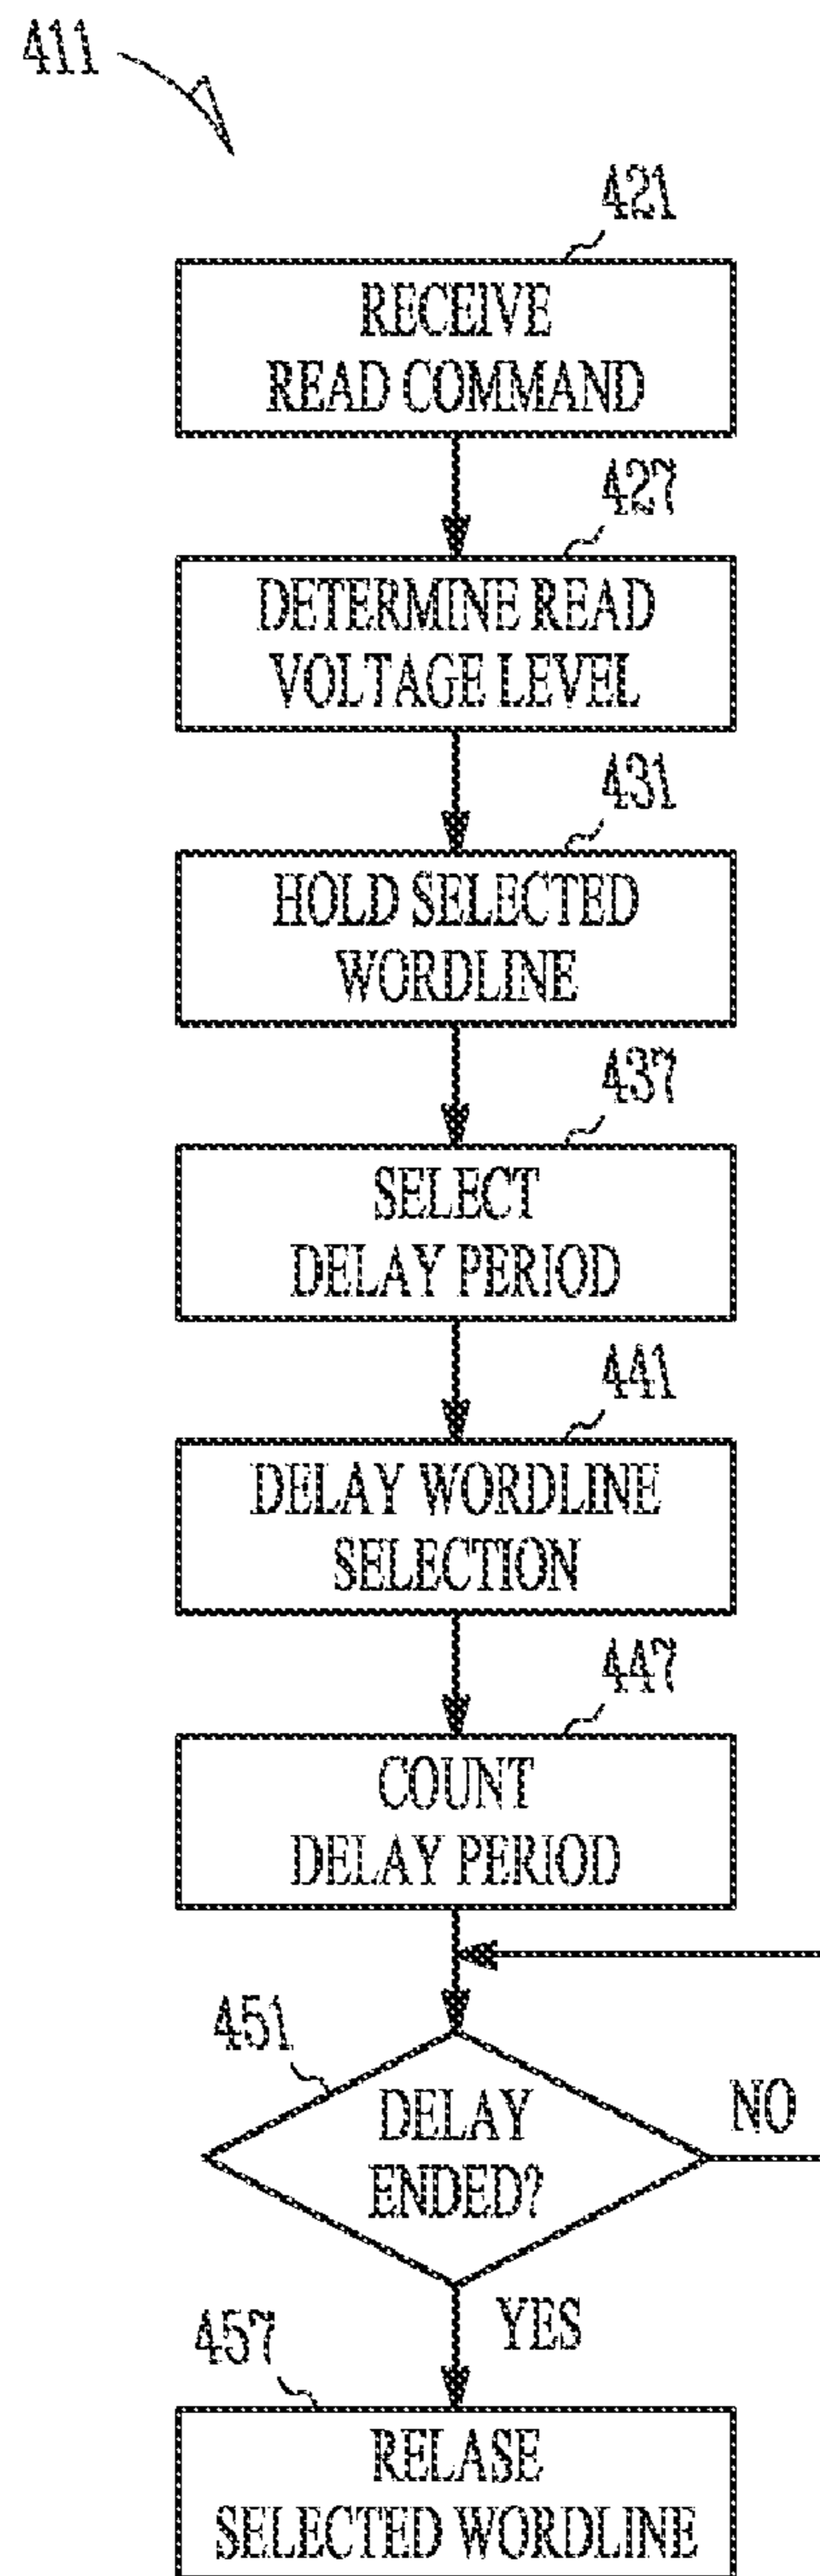 411
421
RECEIVE
READ COMMAND
427
DETERMINE READ
VOLTAGE LEVEL
431
HOLD SELECTED
WORDLINE
437
SELECT
DELAY PERIOD
441
DELAY WORDLINE
SELECTION
447
COUNT
DELAY PERIOD
451
DELAY
ENDED?
NO
YES
457
RELASE
SELECTED WORDLINE